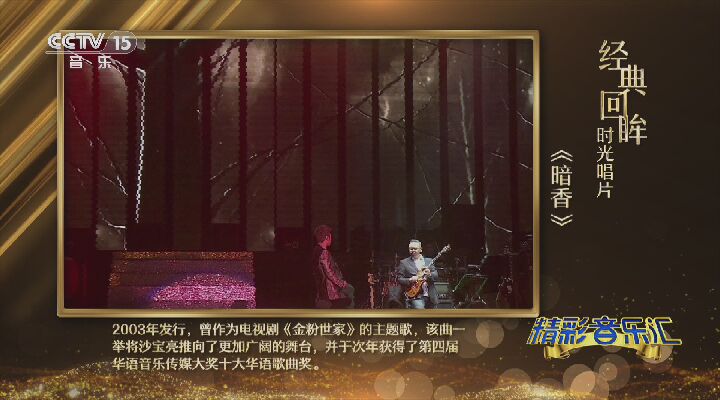 CCTV 15
音乐
经典回眸
时光唱片
《暗香》
2003年发行，曾作为电视剧《金粉世家》的主题歌，该曲一
举将沙宝亮推向了更加广阔的舞台，并于次年获得了第四届
华语音乐传媒大奖十大华语歌曲奖。
精彩音乐汇